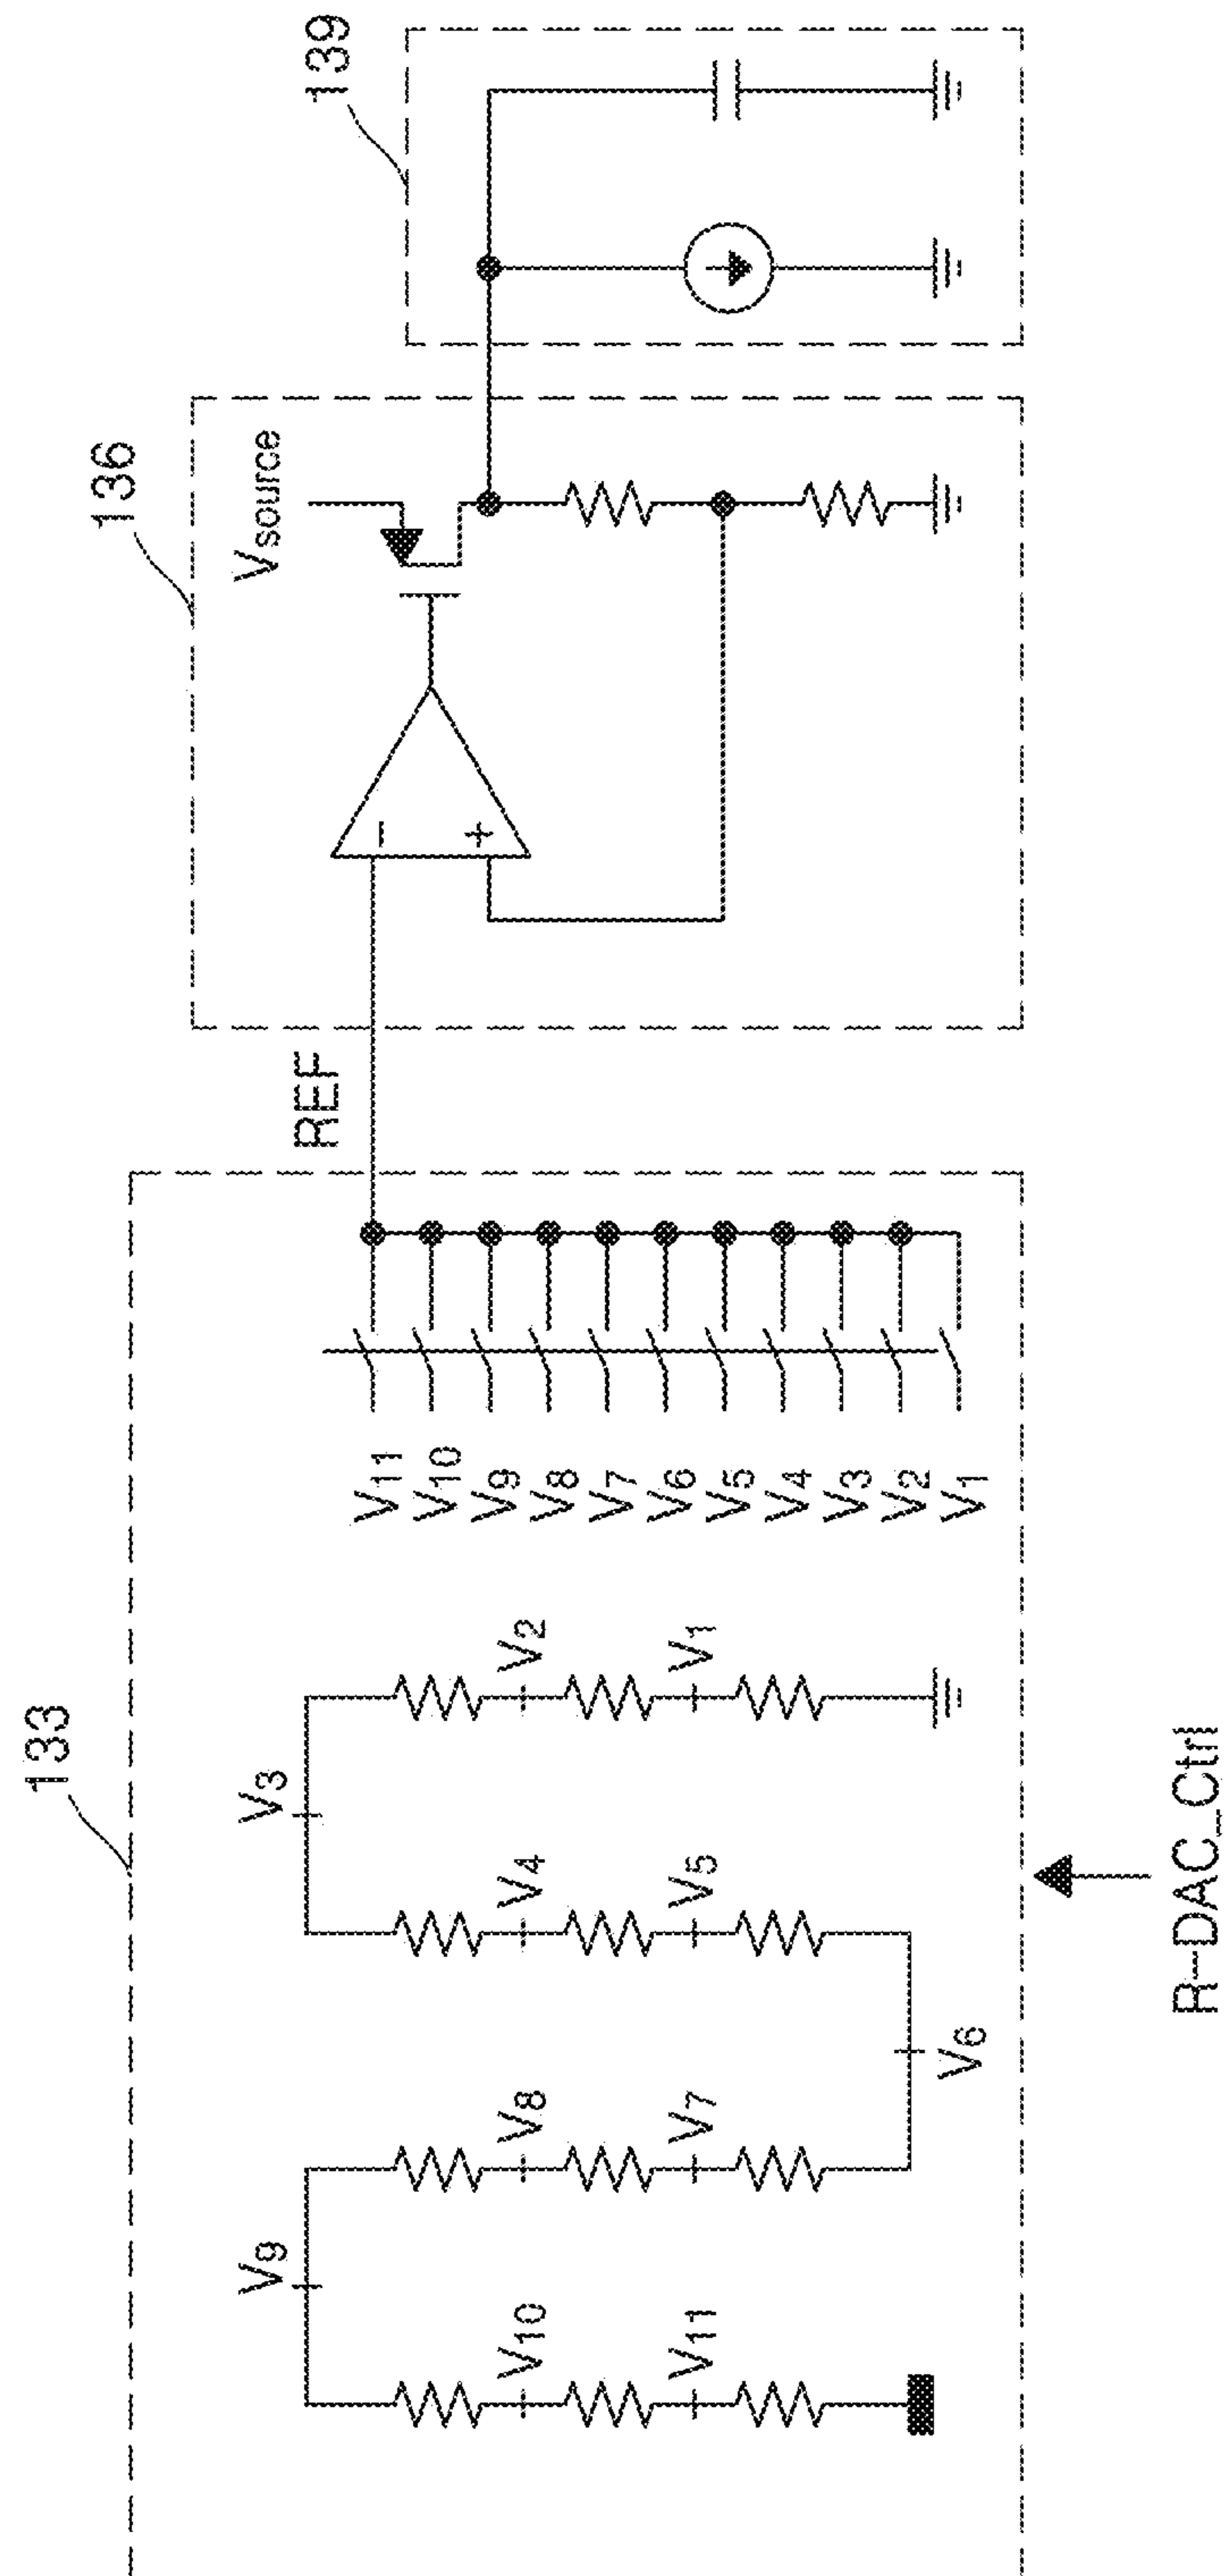 133
136
139
V9
V3
V10
V11
V8
V7
V6
V4
V5
V2
V1
V11
V10
V9
V8
V7
V6
V5
V4
V3
V2
V1
REF
Vsource
−
+
R-DAC_Ctrl